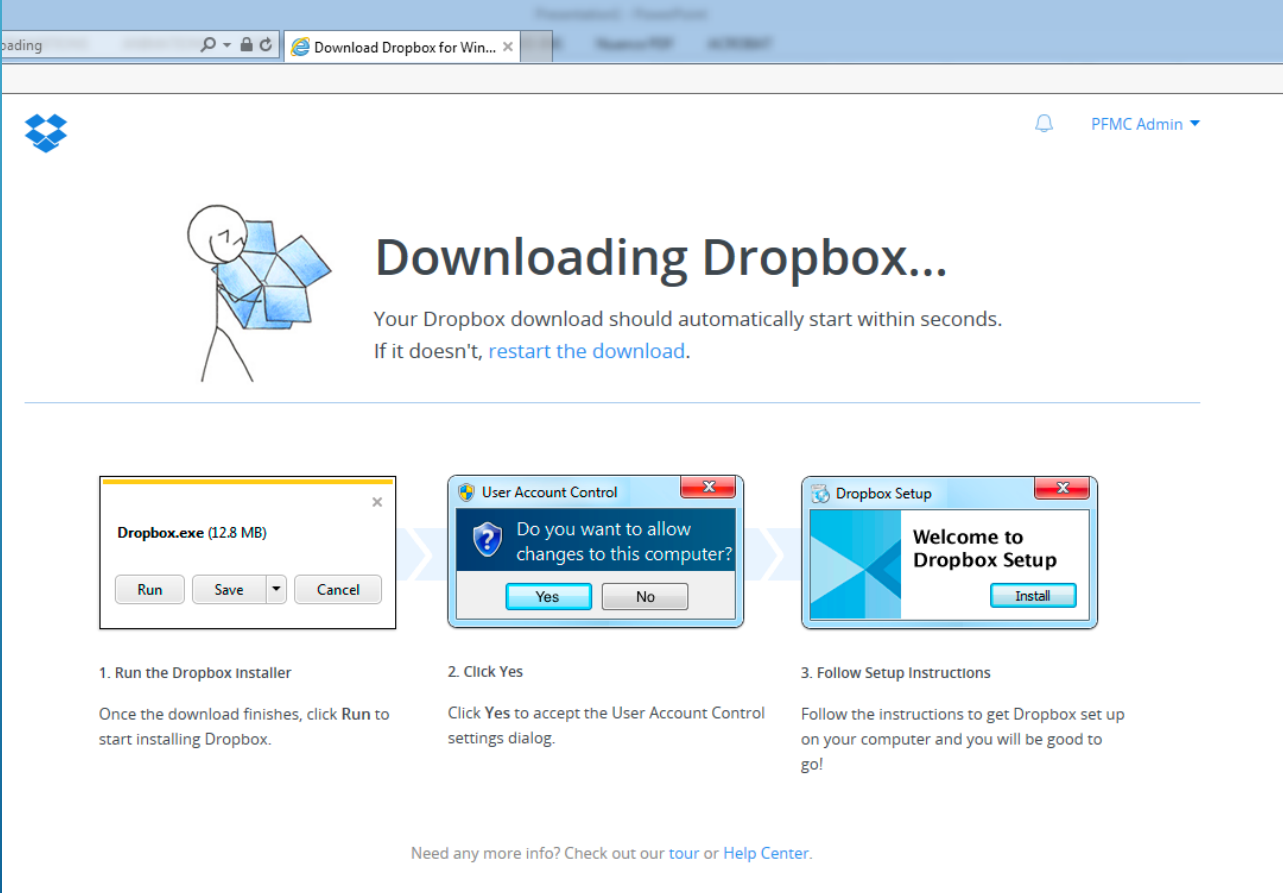 oading
Download Dropbox for Win...
PFMC Admin
Downloading Dropbox...
Your Dropbox download should automatically start within seconds.
If it doesn't, restart the download.
Dropbox.exe (12.8 MB)
Run Save Cancel
1. Run the Dropbox Installer
Once the download finishes, click Run to
start installing Dropbox.
User Account Control
Do you want to allow
changes to this computer?
Yes No
2. Click Yes
Click Yes to accept the User Account Control
settings dialog.
Dropbox Setup
Welcome to
Dropbox Setup
Install
3. Follow Setup Instructions
Follow the instructions to get Dropbox set up
on your computer and you will be good to
go!
Need any more info? Check out our tour or Help Center.